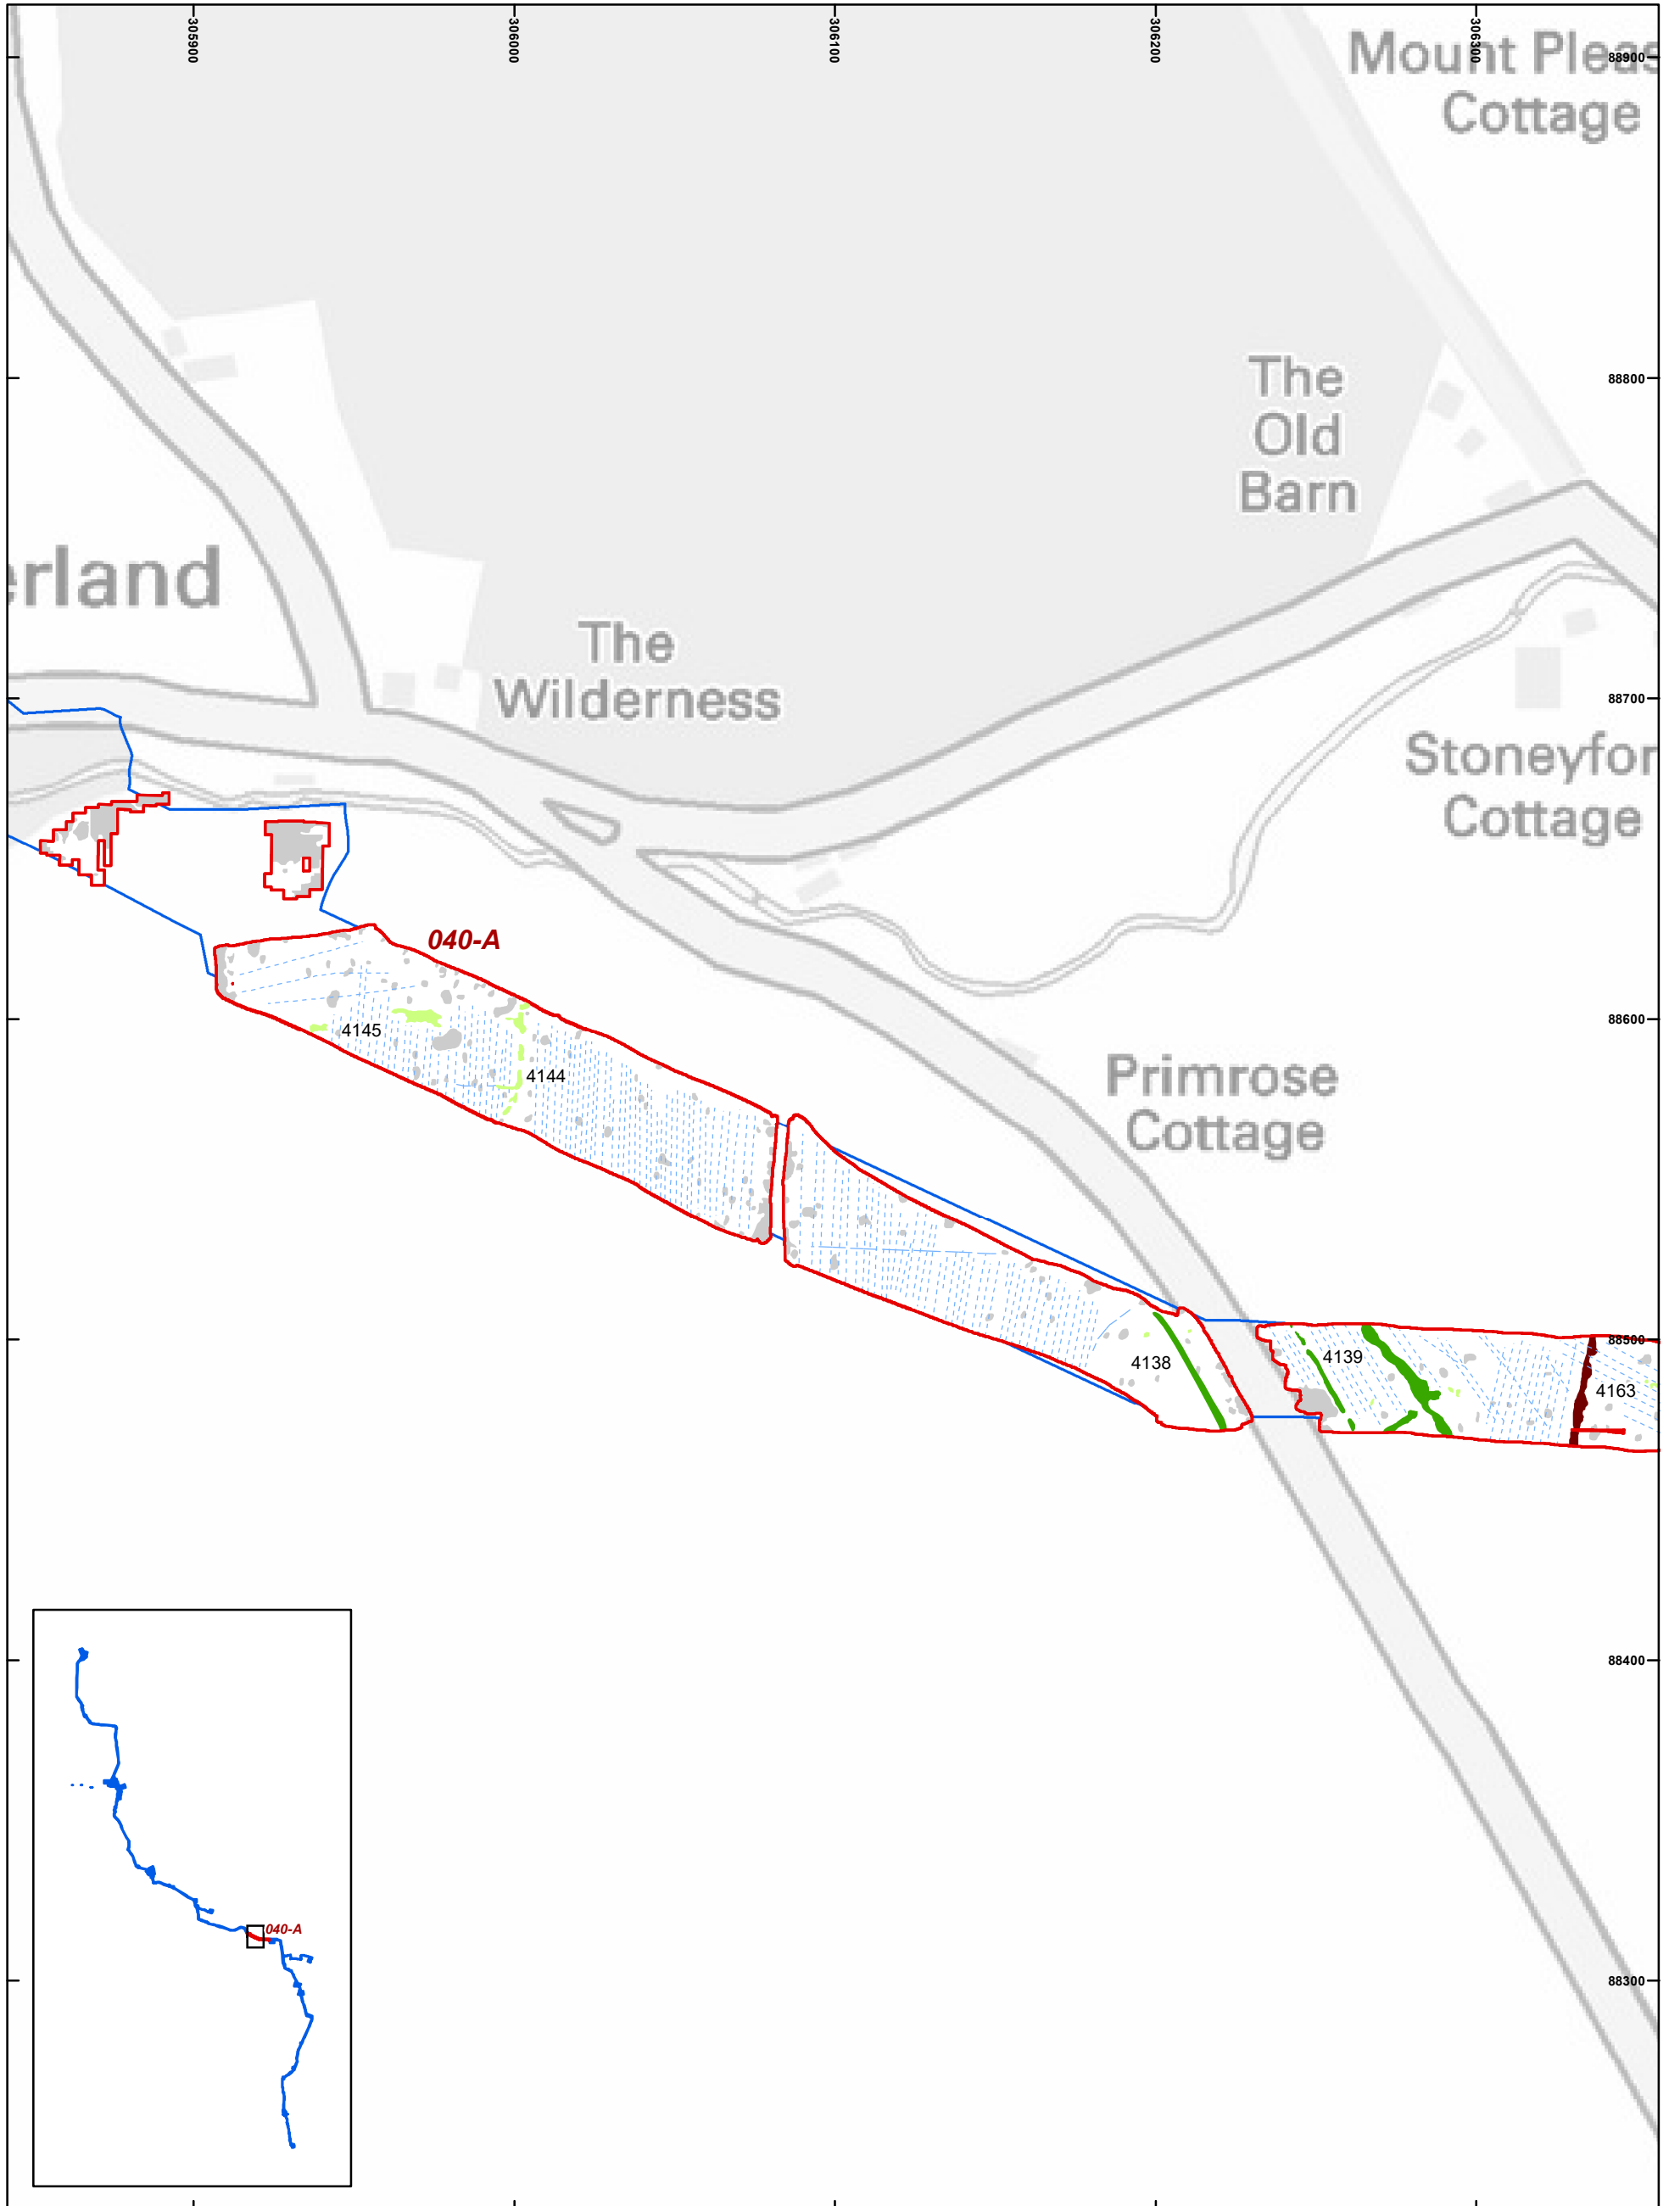 305900
306000
306100
306200
306300
88900
Mount Pleas
Cottage
88800
The
Old
Barn
erland
The
Wilderness
88700
Stoneyfor
Cottage
040-A
88600
4145
4144
Primrose
Cottage
88500
4138
4139
4163
88400
040-A
88300